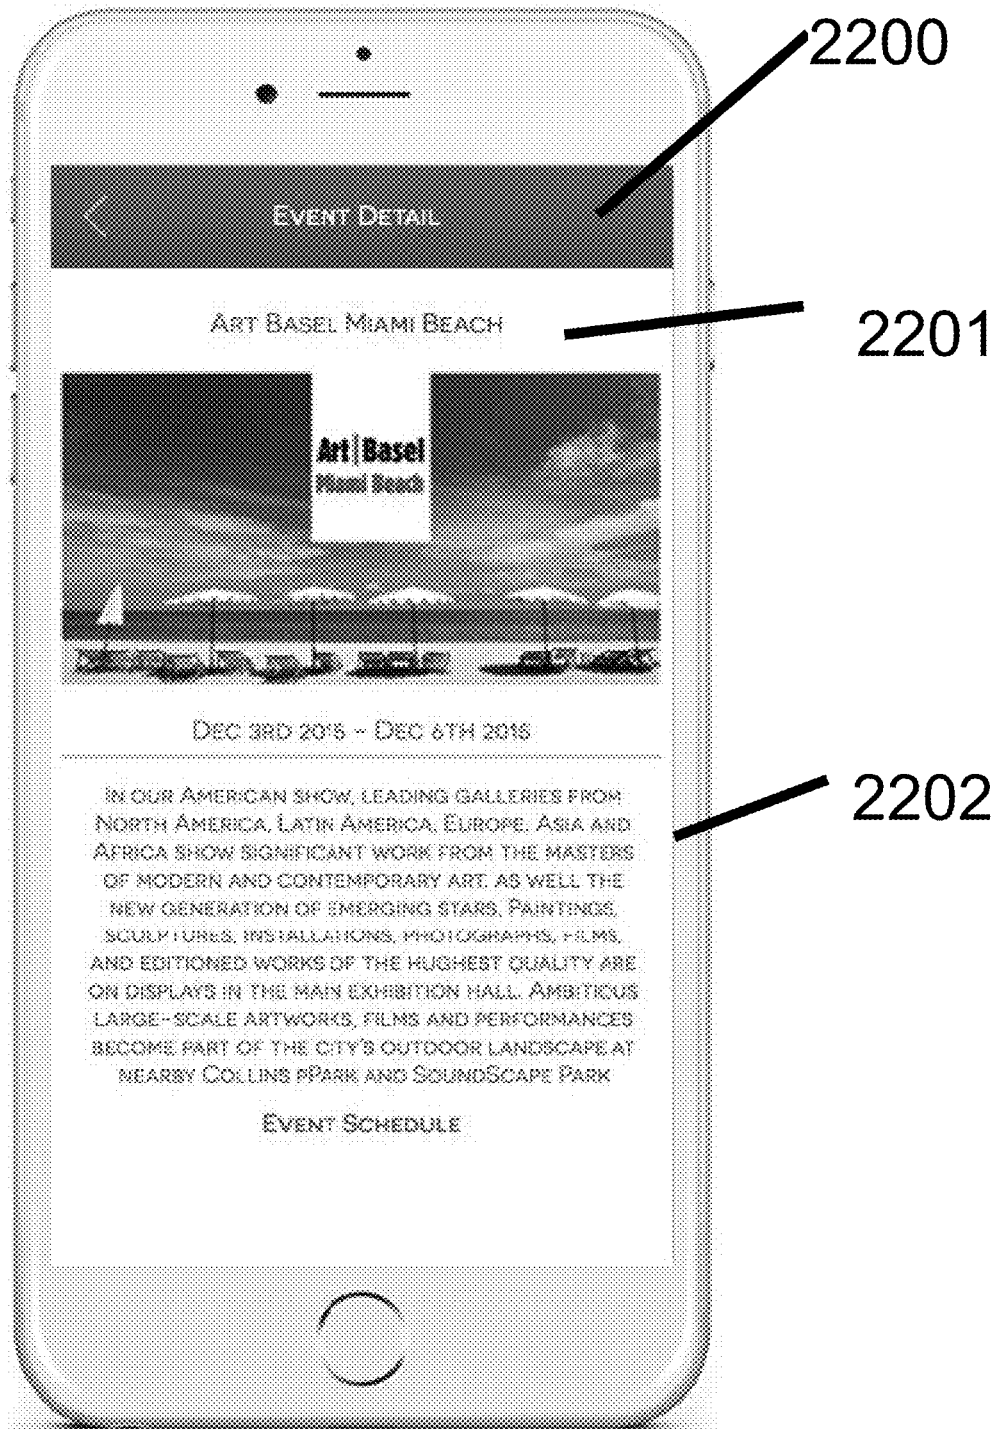 2200
EVENT DETAIL
ART BASEL MIAMI BEACH
2201
Art|Basel
Miami Beach
DEC 3RD 2015 - DEC 6TH 2015
IN OUR AMERICAN SHOW, LEADING GALLERIES FROM
NORTH AMERICA, LATIN AMERICA, EUROPE, ASIA AND
2202
AFRICA SHOW SIGNIFICANT WORK FROM THE MASTERS
OF MODERN AND CONTEMPORARY ART, AS WELL THE
NEW GENERATION OF EMERGING STARS. PAINTINGS,
SCULPTURES, INSTALLATIONS, PHOTOGRAPHS, FILMS,
AND EDITIONED WORKS OF THE HUGHEST QUALITY ARE
ON DISPLAYS IN THE MAIN EXHIBITION HALL. AMBITICUS
LARGE-SCALE ARTWORKS, FILMS AND PERFORMANCES
BECOME PART OF THE CITY'S OUTDOOR LANDSCAPE AT
NEARBY COLLINS PPARK AND SOUNDSCAPE PARK
EVENT SCHEDULE